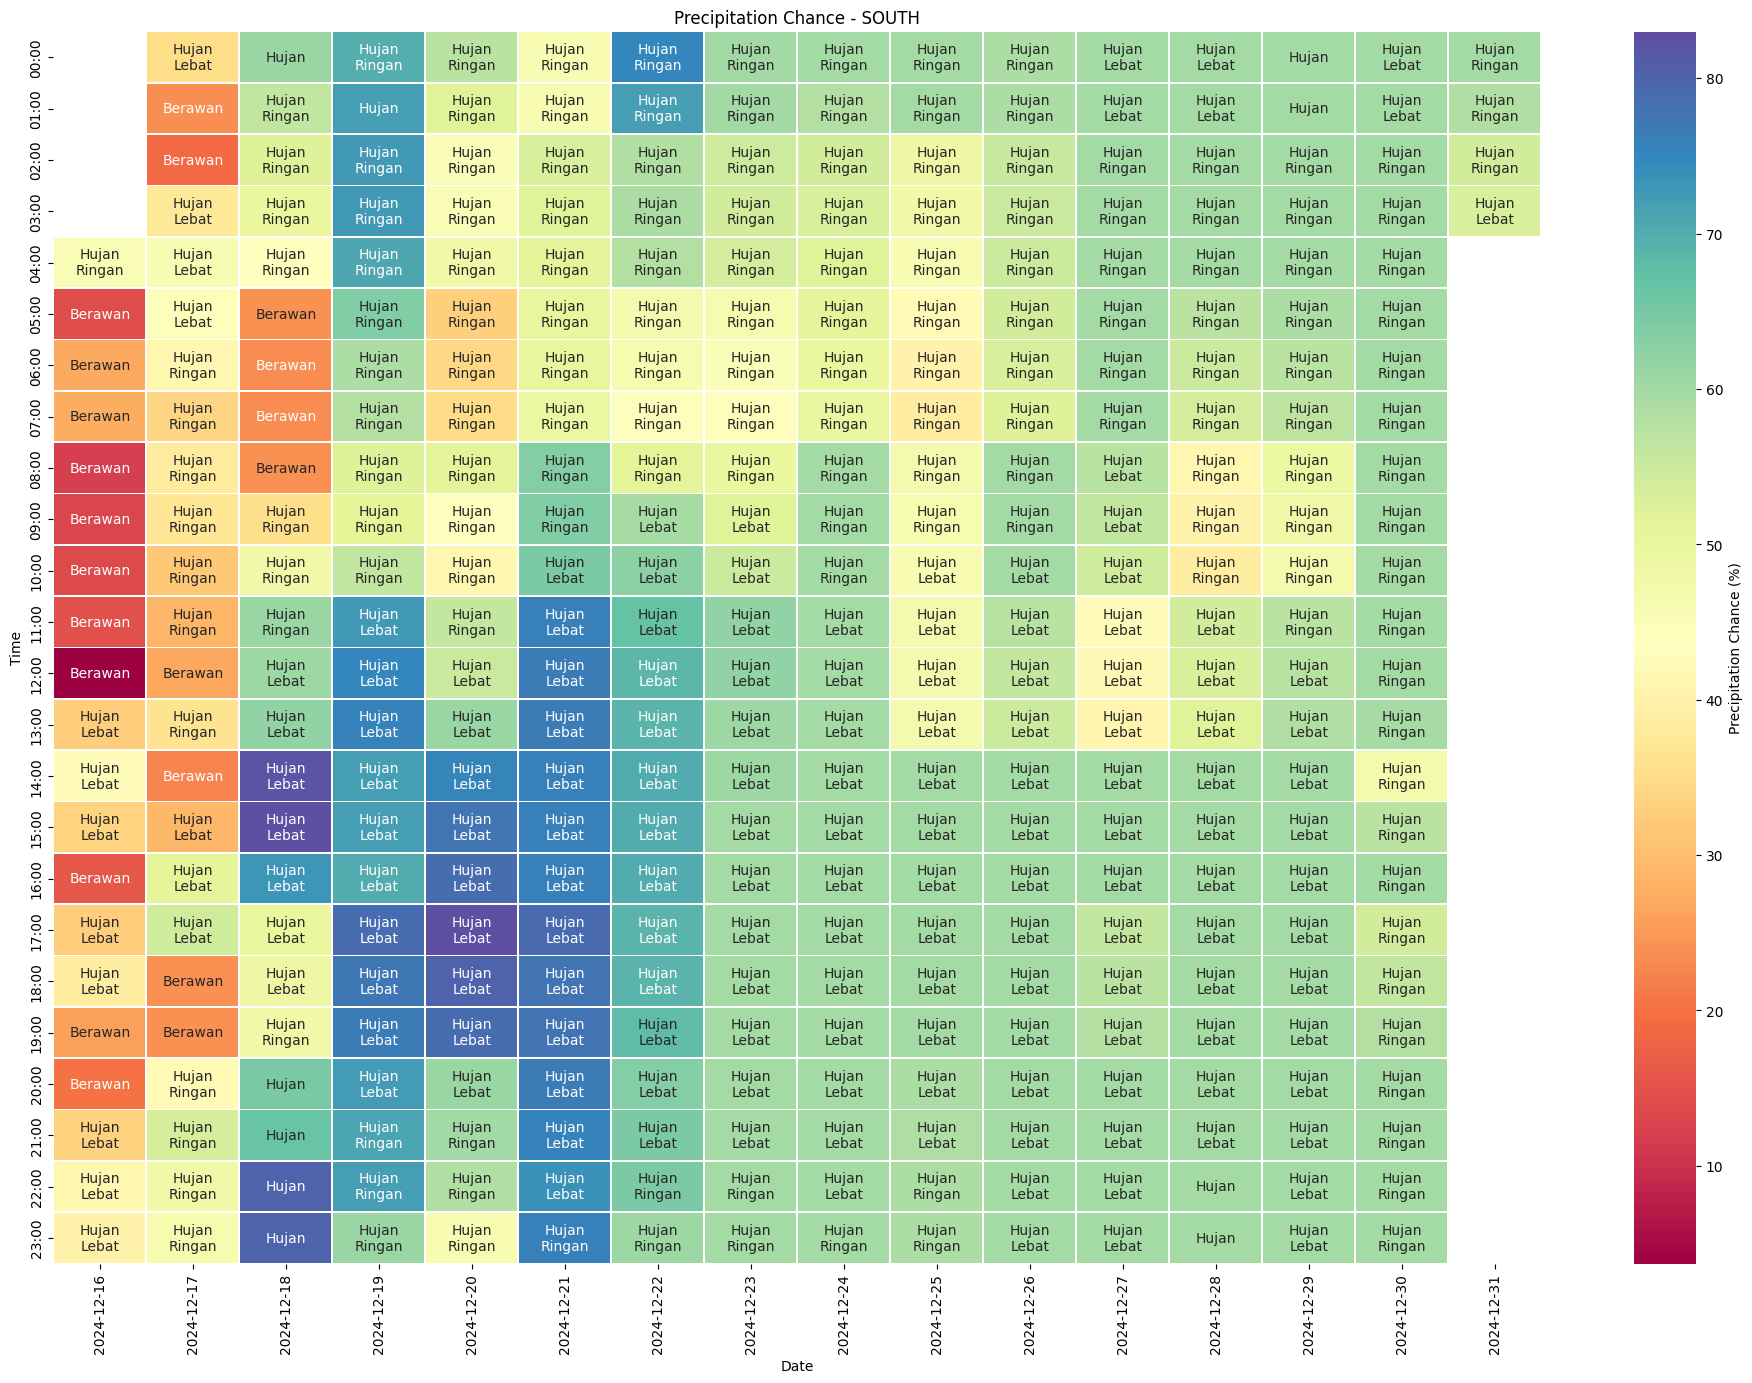 Precipitation Chance - SOUTH
00:00 Hujan Lebat Hujan Hujan Ringan Hujan Ringan Hujan Ringan Hujan Ringan Hujan Ringan Hujan Ringan Hujan Ringan Hujan Ringan Hujan Lebat Hujan Lebat Hujan Hujan Lebat Hujan Ringan
01:00 Berawan Hujan Ringan Hujan Hujan Ringan Hujan Ringan Hujan Ringan Hujan Ringan Hujan Ringan Hujan Ringan Hujan Ringan Hujan Lebat Hujan Lebat Hujan Hujan Lebat Hujan Ringan
02:00 Berawan Hujan Ringan Hujan Ringan Hujan Ringan Hujan Ringan Hujan Ringan Hujan Ringan Hujan Ringan Hujan Ringan Hujan Ringan Hujan Ringan Hujan Ringan Hujan Ringan Hujan Ringan Hujan Ringan
03:00 Hujan Lebat Hujan Ringan Hujan Ringan Hujan Ringan Hujan Ringan Hujan Ringan Hujan Ringan Hujan Ringan Hujan Ringan Hujan Ringan Hujan Ringan Hujan Ringan Hujan Ringan Hujan Ringan Hujan Lebat
04:00 Hujan Ringan Hujan Lebat Hujan Ringan Hujan Ringan Hujan Ringan Hujan Ringan Hujan Ringan Hujan Ringan Hujan Ringan Hujan Ringan Hujan Ringan Hujan Ringan Hujan Ringan Hujan Ringan Hujan Ringan
05:00 Berawan Hujan Lebat Berawan Hujan Ringan Hujan Ringan Hujan Ringan Hujan Ringan Hujan Ringan Hujan Ringan Hujan Ringan Hujan Ringan Hujan Ringan Hujan Ringan Hujan Ringan Hujan Ringan
06:00 Berawan Hujan Ringan Berawan Hujan Ringan Hujan Ringan Hujan Ringan Hujan Ringan Hujan Ringan Hujan Ringan Hujan Ringan Hujan Ringan Hujan Ringan Hujan Ringan Hujan Ringan Hujan Ringan
07:00 Berawan Hujan Ringan Berawan Hujan Ringan Hujan Ringan Hujan Ringan Hujan Ringan Hujan Ringan Hujan Ringan Hujan Ringan Hujan Ringan Hujan Ringan Hujan Ringan Hujan Ringan Hujan Ringan
08:00 Berawan Hujan Ringan Berawan Hujan Ringan Hujan Ringan Hujan Ringan Hujan Ringan Hujan Ringan Hujan Ringan Hujan Ringan Hujan Ringan Hujan Lebat Hujan Ringan Hujan Ringan Hujan Ringan
09:00 Berawan Hujan Ringan Hujan Ringan Hujan Ringan Hujan Ringan Hujan Ringan Hujan Lebat Hujan Lebat Hujan Ringan Hujan Ringan Hujan Ringan Hujan Lebat Hujan Ringan Hujan Ringan Hujan Ringan
10:00 Berawan Hujan Ringan Hujan Ringan Hujan Ringan Hujan Ringan Hujan Lebat Hujan Lebat Hujan Lebat Hujan Ringan Hujan Lebat Hujan Lebat Hujan Lebat Hujan Ringan Hujan Ringan Hujan Ringan
11:00 Berawan Hujan Ringan Hujan Ringan Hujan Lebat Hujan Ringan Hujan Lebat Hujan Lebat Hujan Lebat Hujan Lebat Hujan Lebat Hujan Lebat Hujan Lebat Hujan Lebat Hujan Ringan Hujan Ringan
12:00 Berawan Berawan Hujan Lebat Hujan Lebat Hujan Lebat Hujan Lebat Hujan Lebat Hujan Lebat Hujan Lebat Hujan Lebat Hujan Lebat Hujan Lebat Hujan Lebat Hujan Lebat Hujan Ringan
13:00 Hujan Lebat Hujan Ringan Hujan Lebat Hujan Lebat Hujan Lebat Hujan Lebat Hujan Lebat Hujan Lebat Hujan Lebat Hujan Lebat Hujan Lebat Hujan Lebat Hujan Lebat Hujan Lebat Hujan Ringan
14:00 Hujan Lebat Berawan Hujan Lebat Hujan Lebat Hujan Lebat Hujan Lebat Hujan Lebat Hujan Lebat Hujan Lebat Hujan Lebat Hujan Lebat Hujan Lebat Hujan Lebat Hujan Lebat Hujan Ringan
15:00 Hujan Lebat Hujan Lebat Hujan Lebat Hujan Lebat Hujan Lebat Hujan Lebat Hujan Lebat Hujan Lebat Hujan Lebat Hujan Lebat Hujan Lebat Hujan Lebat Hujan Lebat Hujan Lebat Hujan Ringan
16:00 Berawan Hujan Lebat Hujan Lebat Hujan Lebat Hujan Lebat Hujan Lebat Hujan Lebat Hujan Lebat Hujan Lebat Hujan Lebat Hujan Lebat Hujan Lebat Hujan Lebat Hujan Lebat Hujan Ringan
17:00 Hujan Lebat Hujan Lebat Hujan Lebat Hujan Lebat Hujan Lebat Hujan Lebat Hujan Lebat Hujan Lebat Hujan Lebat Hujan Lebat Hujan Lebat Hujan Lebat Hujan Lebat Hujan Lebat Hujan Ringan
18:00 Hujan Lebat Berawan Hujan Lebat Hujan Lebat Hujan Lebat Hujan Lebat Hujan Lebat Hujan Lebat Hujan Lebat Hujan Lebat Hujan Lebat Hujan Lebat Hujan Lebat Hujan Lebat Hujan Ringan
19:00 Berawan Berawan Hujan Ringan Hujan Lebat Hujan Lebat Hujan Lebat Hujan Lebat Hujan Lebat Hujan Lebat Hujan Lebat Hujan Lebat Hujan Lebat Hujan Lebat Hujan Lebat Hujan Ringan
20:00 Berawan Hujan Ringan Hujan Hujan Lebat Hujan Lebat Hujan Lebat Hujan Lebat Hujan Lebat Hujan Lebat Hujan Lebat Hujan Lebat Hujan Lebat Hujan Lebat Hujan Lebat Hujan Ringan
21:00 Hujan Lebat Hujan Ringan Hujan Hujan Ringan Hujan Ringan Hujan Lebat Hujan Lebat Hujan Lebat Hujan Lebat Hujan Lebat Hujan Lebat Hujan Lebat Hujan Lebat Hujan Lebat Hujan Ringan
22:00 Hujan Lebat Hujan Ringan Hujan Hujan Ringan Hujan Ringan Hujan Lebat Hujan Ringan Hujan Ringan Hujan Lebat Hujan Ringan Hujan Lebat Hujan Lebat Hujan Hujan Lebat Hujan Ringan
23:00 Hujan Lebat Hujan Ringan Hujan Hujan Ringan Hujan Ringan Hujan Ringan Hujan Ringan Hujan Ringan Hujan Ringan Hujan Ringan Hujan Lebat Hujan Lebat Hujan Hujan Lebat Hujan Ringan
Time
2024-12-16 2024-12-17 2024-12-18 2024-12-19 2024-12-20 2024-12-21 2024-12-22 2024-12-23 2024-12-24 2024-12-25 2024-12-26 2024-12-27 2024-12-28 2024-12-29 2024-12-30 2024-12-31
Date
80
70
60
50
40
30
20
10
Precipitation Chance (%)